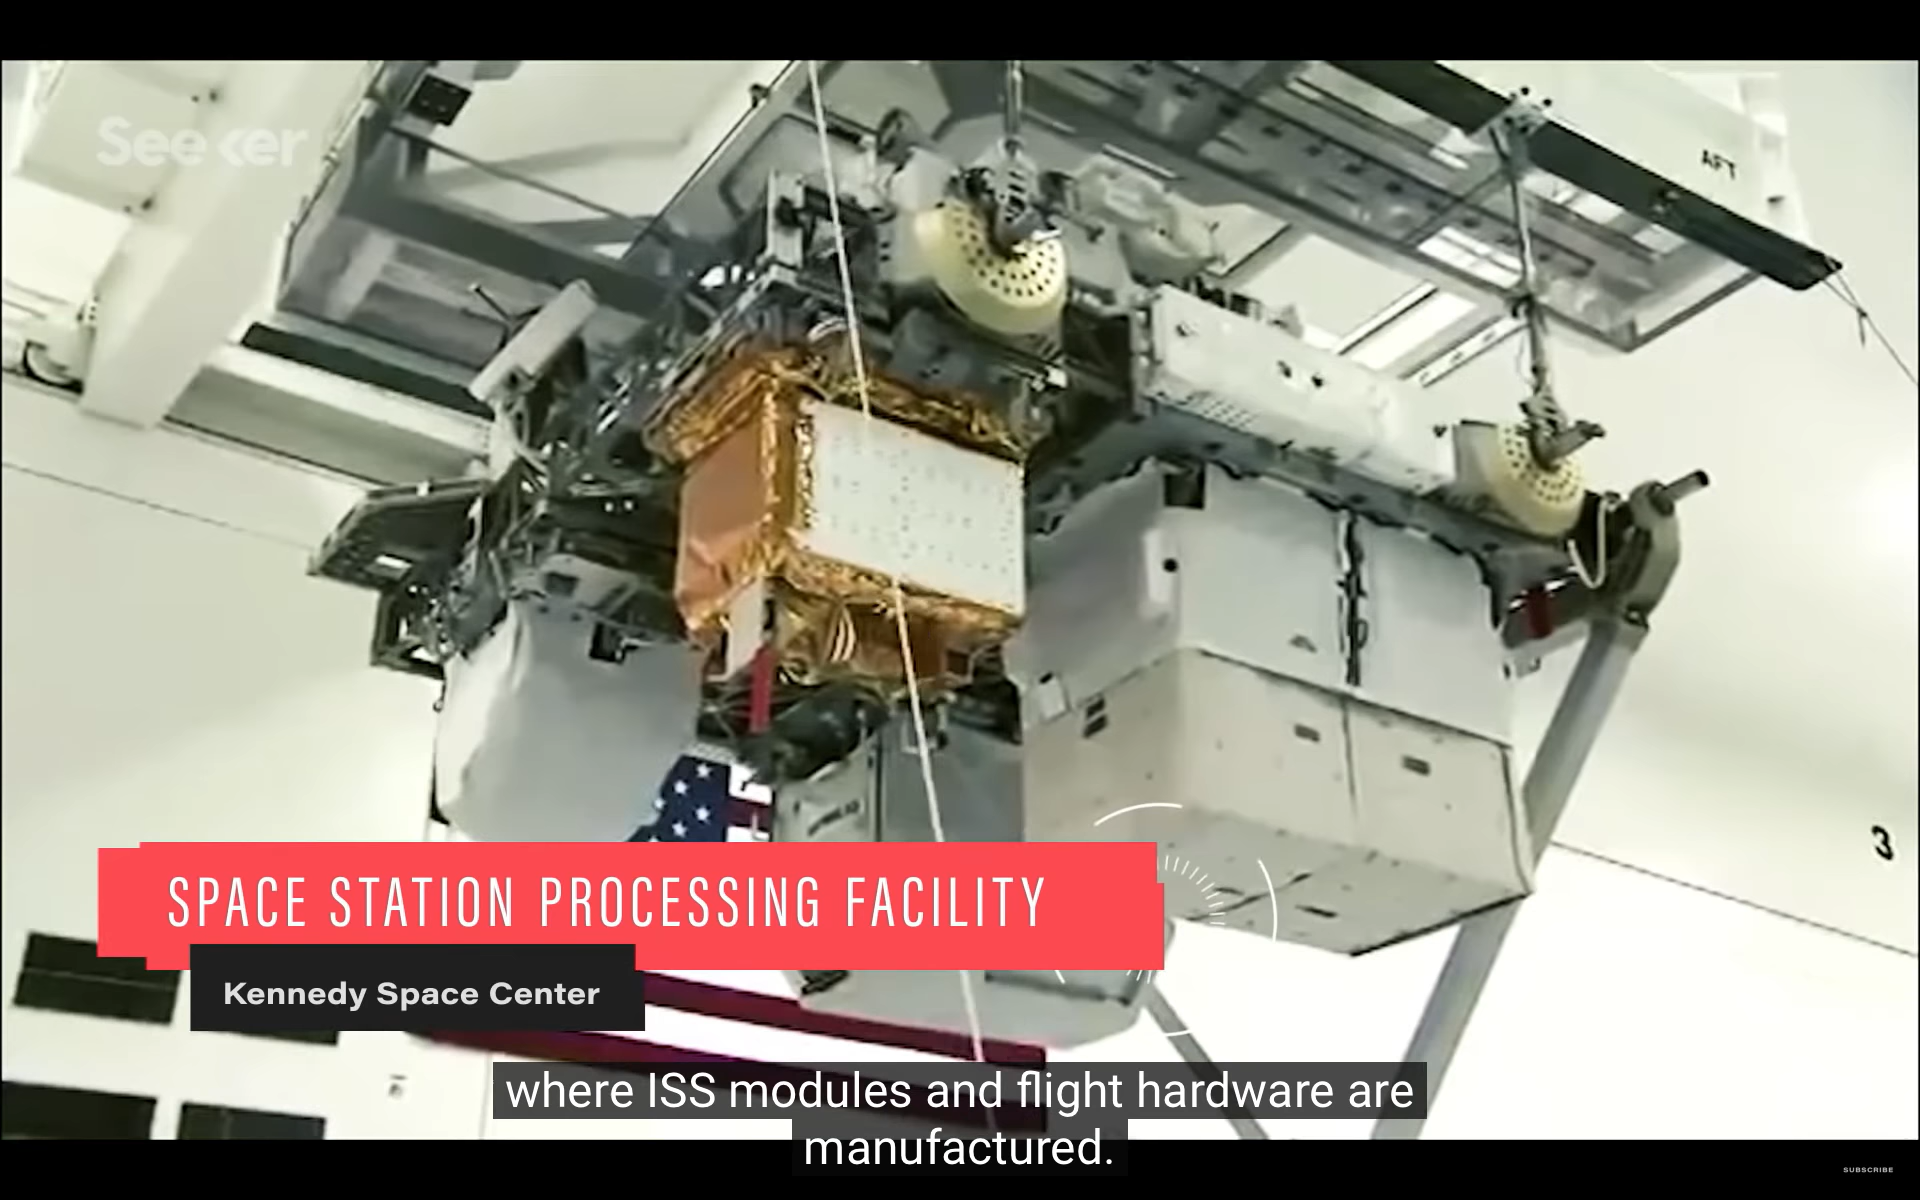 Seeker
AFT
3
SPACE STATION PROCESSING FACILITY
Kennedy Space Center
where ISS modules and flight hardware are
manufactured.
SUBSCRIBE